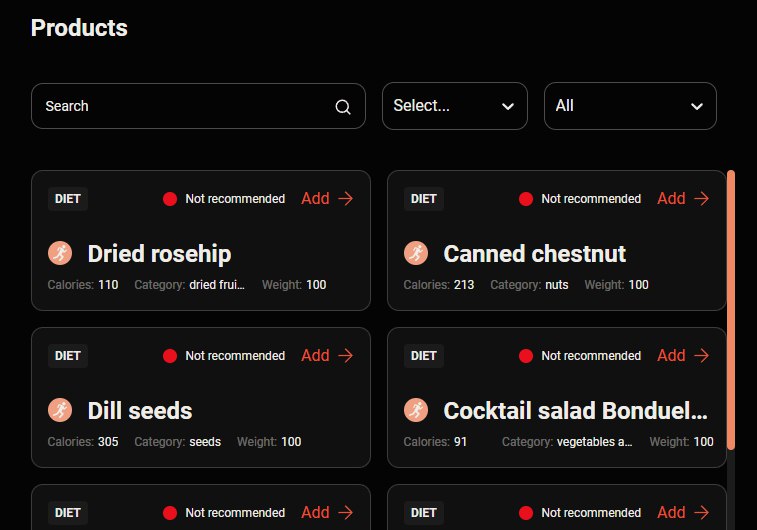 Products
Search
Select...
All
DIET Not recommended Add
Dried rosehip
Calories: 110 Category: dried frui... Weight: 100
DIET Not recommended Add
Canned chestnut
Calories: 213 Category: nuts Weight: 100
DIET Not recommended Add
Dill seeds
Calories: 305 Category: seeds Weight: 100
DIET Not recommended Add
Cocktail salad Bonduel...
Calories: 91 Category: vegetables a... Weight: 100
DIET Not recommended Add
DIET Not recommended Add